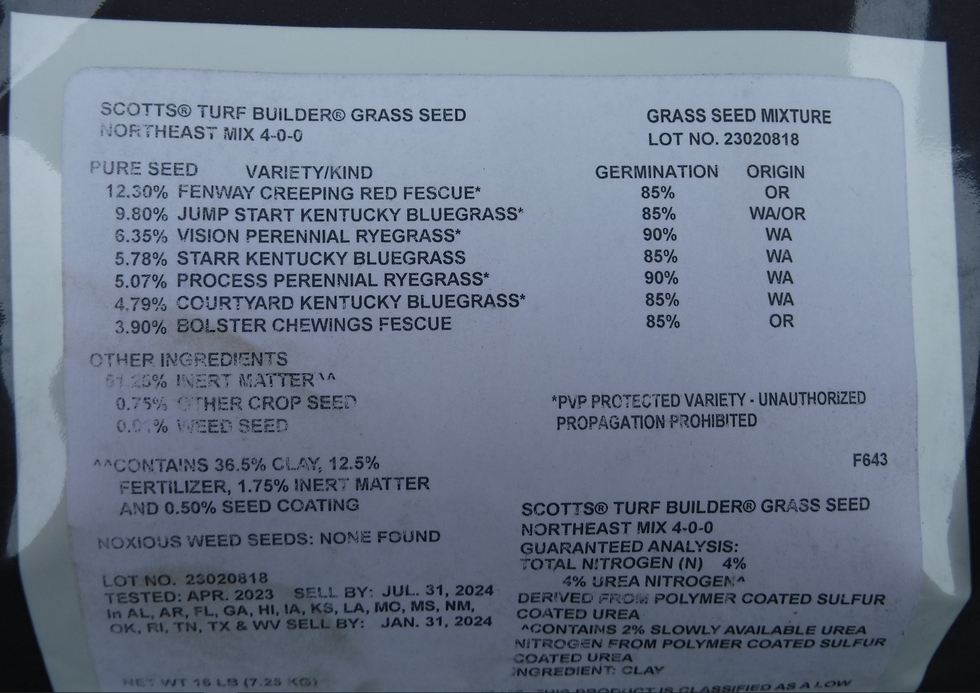 SCOTTS® TURF BUILDER® GRASS SEED
NORTHEAST MIX 4-0-0
GRASS SEED MIXTURE
LOT NO. 23020818
PURE SEED VARIETY/KIND GERMINATION ORIGIN
12.30% FENWAY CREEPING RED FESCUE* 85% OR
9.80% JUMP START KENTUCKY BLUEGRASS* 85% WA/OR
6.35% VISION PERENNIAL RYEGRASS* 90% WA
5.78% STARR KENTUCKY BLUEGRASS 85% WA
5.07% PROCESS PERENNIAL RYEGRASS* 90% WA
4.79% COURTYARD KENTUCKY BLUEGRASS* 85% WA
3.90% BOLSTER CHEWINGS FESCUE 85% OR
OTHER INGREDIENTS
51.25% INERT MATTER^^
0.75% OTHER CROP SEED
WEED SEED
*PVP PROTECTED VARIETY - UNAUTHORIZED
PROPAGATION PROHIBITED
^^CONTAINS 36.5% CLAY, 12.5%
FERTILIZER, 1.75% INERT MATTER
AND 0.50% SEED COATING
F643
NOXIOUS WEED SEEDS: NONE FOUND
LOT NO. 23020818
TESTED: APR. 2023 SELL BY: JUL. 31, 2024
In AL, AR, FL, GA, HI, IA, KS, LA, MO, MS, NM,
OK, RI, TN, TX & WV SELL BY: JAN. 31, 2024
NET WT 16 LB (7.25 KG)
SCOTTS® TURF BUILDER® GRASS SEED
NORTHEAST MIX 4-0-0
GUARANTEED ANALYSIS:
TOTAL NITROGEN (N) 4%
4% UREA NITROGEN^
DERIVED FROM POLYMER COATED SULFUR
COATED UREA
^CONTAINS 2% SLOWLY AVAILABLE UREA
NITROGEN FROM POLYMER COATED SULFUR
COATED UREA
INGREDIENT: CLAY
THIS PRODUCT IS CLASSIFIED AS A LOW